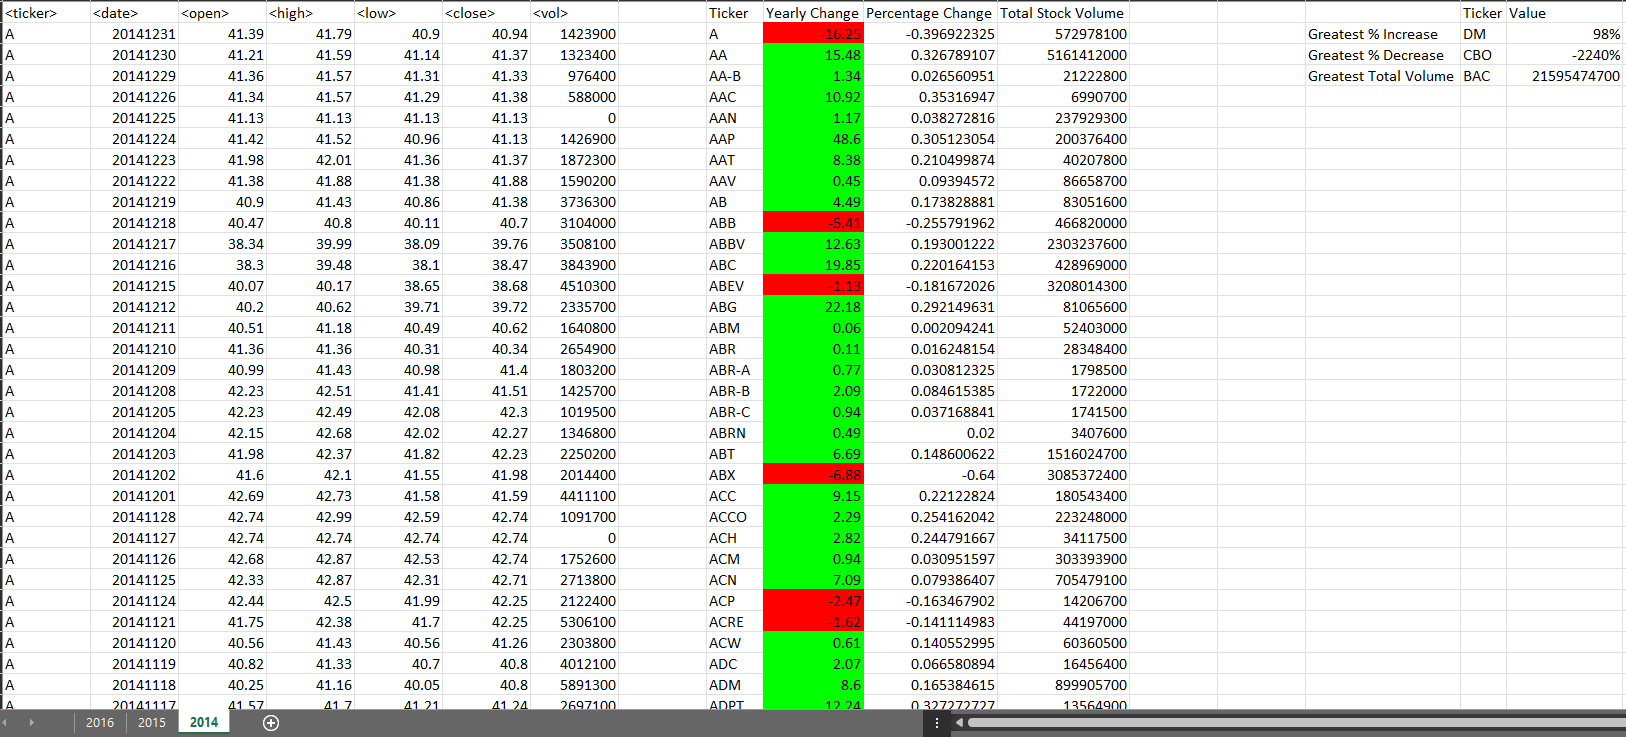 <ticker> <date> <open> <high> <low> <close> <vol> Ticker Yearly Change Percentage Change Total Stock Volume Ticker Value
A 20141231 41.39 41.79 40.9 40.94 1423900 A -16.25 -0.396922325 572978100 Greatest % Increase DM 98%
A 20141230 41.21 41.59 41.14 41.37 1323400 AA 15.48 0.326789107 5161412000 Greatest % Decrease CBO -2240%
A 20141229 41.36 41.57 41.31 41.33 976400 AA-B 1.34 0.026560951 21222800 Greatest Total Volume BAC 21595474700
A 20141226 41.34 41.57 41.29 41.38 588000 AAC 10.92 0.35316947 6990700
A 20141225 41.13 41.13 41.13 41.13 0 AAN 1.17 0.038272816 237929300
A 20141224 41.42 41.52 40.96 41.13 1426900 AAP 48.6 0.305123054 200376400
A 20141223 41.98 42.01 41.36 41.37 1872300 AAT 8.38 0.210499874 40207800
A 20141222 41.38 41.88 41.38 41.88 1590200 AAV 0.45 0.09394572 86658700
A 20141219 40.9 41.43 40.86 41.38 3736300 AB 4.49 0.173828881 83051600
A 20141218 40.47 40.8 40.11 40.7 3104000 ABB -5.41 -0.255791962 466820000
A 20141217 38.34 39.99 38.09 39.76 3508100 ABBV 12.63 0.193001222 2303237600
A 20141216 38.3 39.48 38.1 38.47 3843900 ABC 19.85 0.220164153 428969000
A 20141215 40.07 40.17 38.65 38.68 4510300 ABEV -1.13 -0.181672026 3208014300
A 20141212 40.2 40.62 39.71 39.72 2335700 ABG 22.18 0.292149631 81065600
A 20141211 40.51 41.18 40.49 40.62 1640800 ABM 0.06 0.002094241 52403000
A 20141210 41.36 41.36 40.31 40.34 2654900 ABR 0.11 0.016248154 28348400
A 20141209 40.99 41.43 40.98 41.4 1803200 ABR-A 0.77 0.030812325 1798500
A 20141208 42.23 42.51 41.41 41.51 1425700 ABR-B 2.09 0.084615385 1722000
A 20141205 42.23 42.49 42.08 42.3 1019500 ABR-C 0.94 0.037168841 1741500
A 20141204 42.15 42.68 42.02 42.27 1346800 ABRN 0.49 0.02 3407600
A 20141203 41.98 42.37 41.82 42.23 2250200 ABT 6.69 0.148600622 1516024700
A 20141202 41.6 42.1 41.55 41.98 2014400 ABX -6.88 -0.64 3085372400
A 20141201 42.69 42.73 41.58 41.59 4411100 ACC 9.15 0.22122824 180543400
A 20141128 42.74 42.99 42.59 42.74 1091700 ACCO 2.29 0.254162042 223248000
A 20141127 42.74 42.74 42.74 42.74 0 ACH 2.82 0.244791667 34117500
A 20141126 42.68 42.87 42.53 42.74 1752600 ACM 0.94 0.030951597 303393900
A 20141125 42.33 42.87 42.31 42.71 2713800 ACN 7.09 0.079386407 705479100
A 20141124 42.44 42.5 41.99 42.25 2122400 ACP -2.47 -0.163467902 14206700
A 20141121 41.75 42.38 41.7 42.25 5306100 ACRE -1.62 -0.141114983 44197000
A 20141120 40.56 41.43 40.56 41.26 2303800 ACW 0.61 0.140552995 60360500
A 20141119 40.82 41.33 40.7 40.8 4012100 ADC 2.07 0.066580894 16456400
A 20141118 40.25 41.16 40.05 40.8 5891300 ADM 8.6 0.165384615 899905700
A 20141117 41.57 41.7 41.21 41.24 2697100 ADPT 12.24 0.327272727 13564900
2016 2015 2014